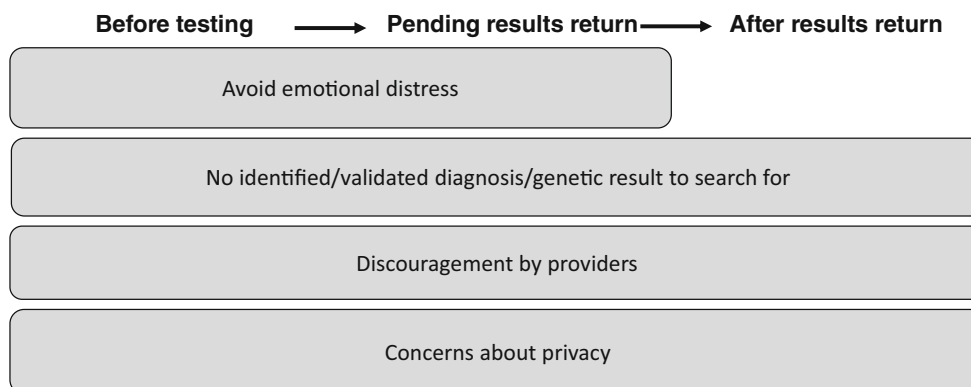 Before testing Pending results return After results return
Avoid emotional distress
No identified/validated diagnosis/genetic result to search for
Discouragement by providers
Concerns about privacy